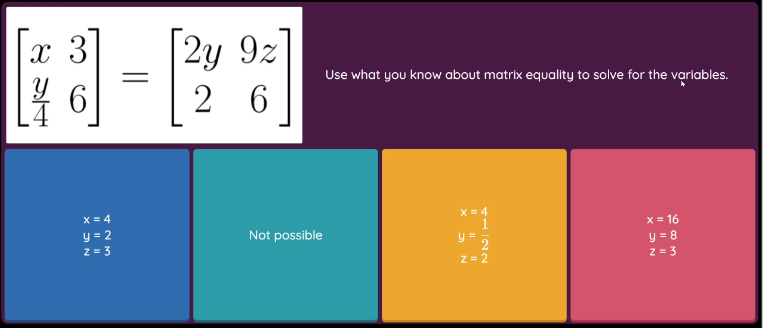 [x 3
y/4 6] = [2y 9z
2 6]
Use what you know about matrix equality to solve for the variables.
x = 4
y = 2
z = 3
Not possible
x = 4
y = 1/2
z = 2
x = 16
y = 8
z = 3